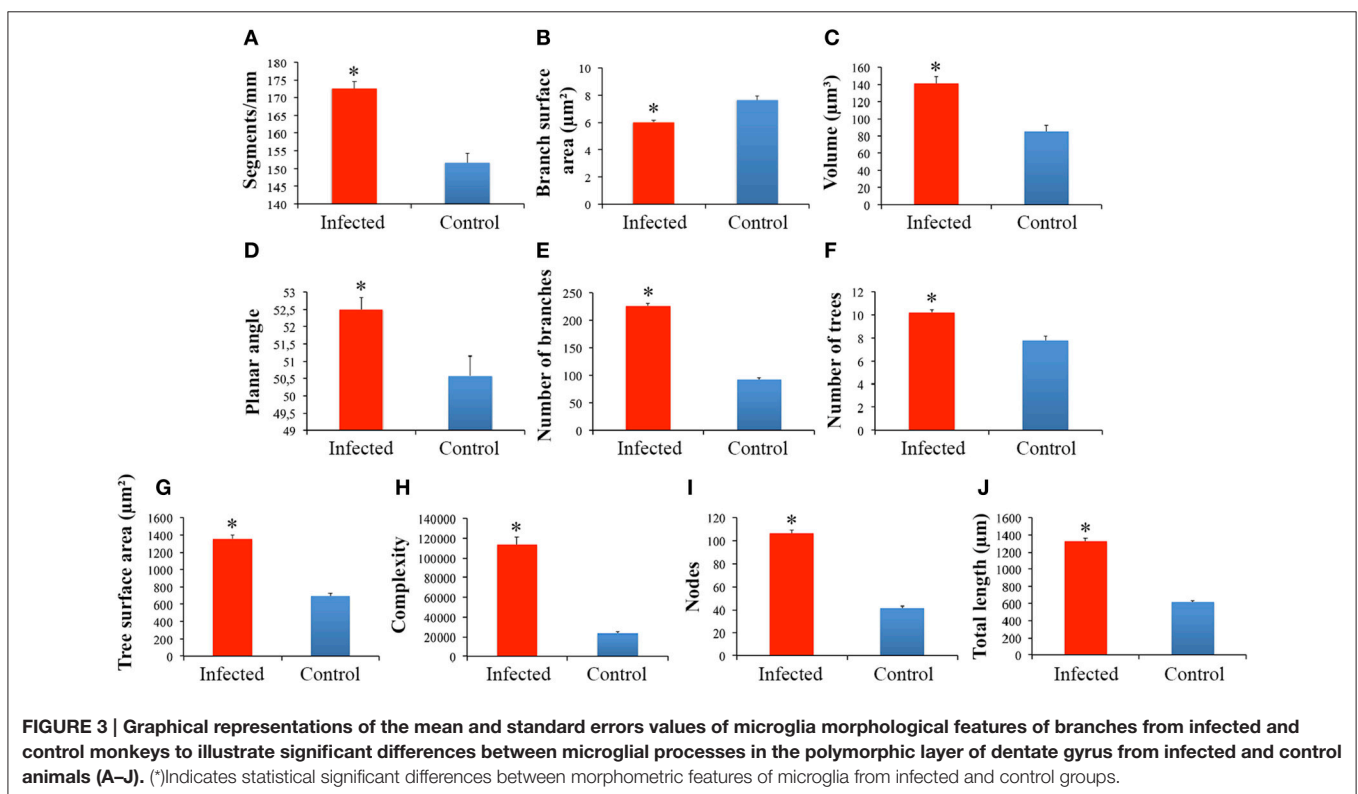 A
Segments/mm
180
175
170
165
160
155
150
145
140
*
Infected
Control
B
Branch surface
area (µm²)
10
8
6
4
2
0
*
Infected
Control
C
Volume (µm³)
160
140
120
100
80
60
40
20
0
*
Infected
Control
D
Planar angle
53
52,5
52
51,5
51
50,5
50
49,5
49
*
Infected
Control
E
Number of branches
250
200
150
100
50
0
*
Infected
Control
F
Number of trees
12
10
8
6
4
2
0
*
Infected
Control
G
Tree surface area (µm²)
1600
1400
1200
1000
800
600
400
200
0
*
Infected
Control
H
Complexity
140000
120000
100000
80000
60000
40000
20000
0
*
Infected
Control
I
Nodes
120
100
80
60
40
20
0
*
Infected
Control
J
Total length (µm)
1600
1400
1200
1000
800
600
400
200
0
*
Infected
Control
FIGURE 3 | Graphical representations of the mean and standard errors values of microglia morphological features of branches from infected and
control monkeys to illustrate significant differences between microglial processes in the polymorphic layer of dentate gyrus from infected and control
animals (A–J). (*)Indicates statistical significant differences between morphometric features of microglia from infected and control groups.